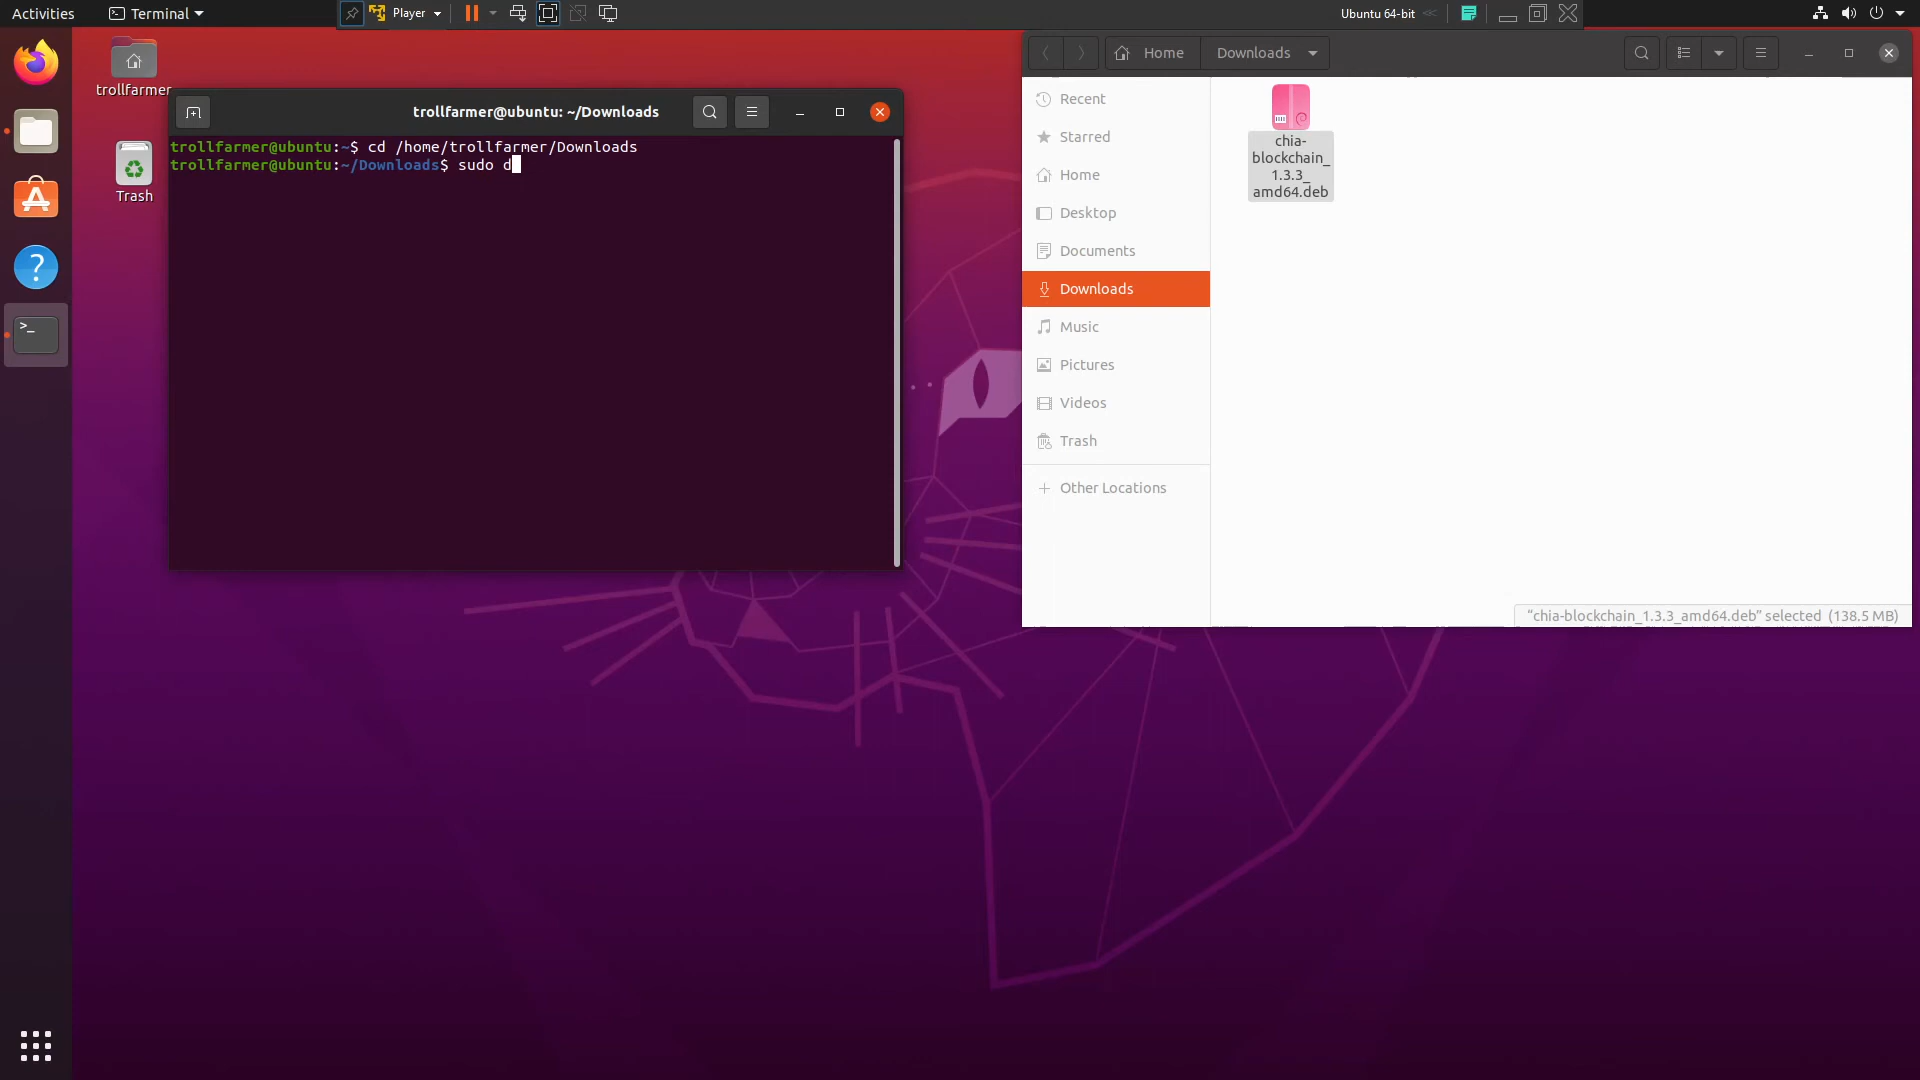 Activities
Terminal
Player
Ubuntu 64-bit
trollfarmer
Trash
trollfarmer@ubuntu: ~/Downloads
trollfarmer@ubuntu:~$ cd /home/trollfarmer/Downloads
trollfarmer@ubuntu:~/Downloads$ sudo d
Home
Downloads
Recent
Starred
Home
Desktop
Documents
Downloads
Music
Pictures
Videos
Trash
+ Other Locations
chia-
blockchain_
1.3.3_
amd64.deb
“chia-blockchain_1.3.3_amd64.deb” selected (138.5 MB)